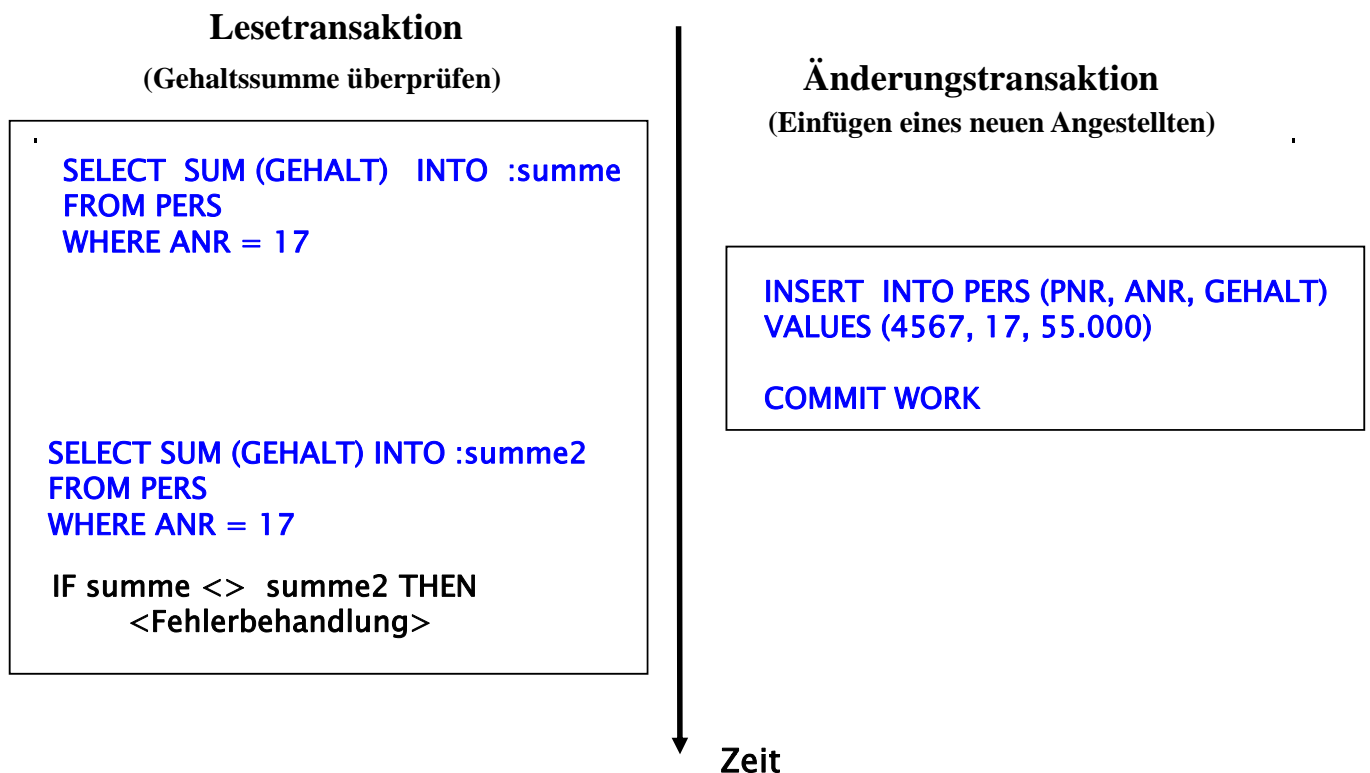 Lesetransaktion
(Gehaltssumme überprüfen)
SELECT SUM (GEHALT) INTO :summe
FROM PERS
WHERE ANR = 17
SELECT SUM (GEHALT) INTO :summe2
FROM PERS
WHERE ANR = 17
IF summe <> summe2 THEN
<Fehlerbehandlung>
Änderungstransaktion
(Einfügen eines neuen Angestellten)
INSERT INTO PERS (PNR, ANR, GEHALT)
VALUES (4567, 17, 55.000)
COMMIT WORK
Zeit